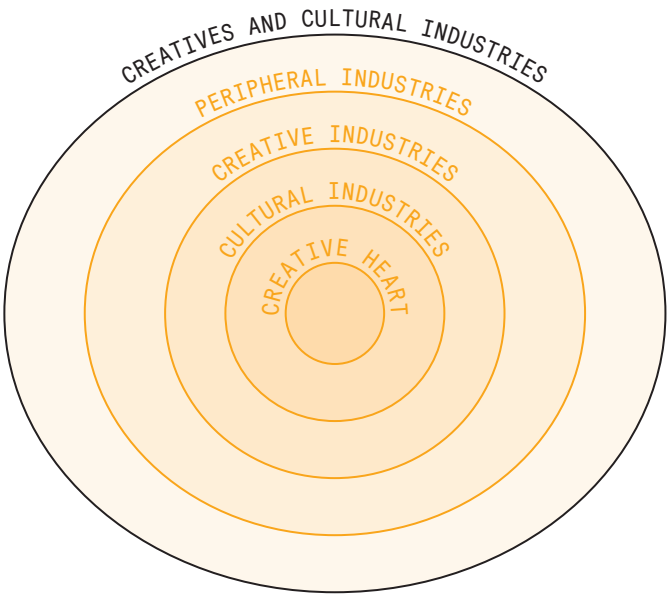 CREATIVES AND CULTURAL INDUSTRIES
PERIPHERAL INDUSTRIES
CREATIVE INDUSTRIES
CULTURAL INDUSTRIES
CREATIVE HEART